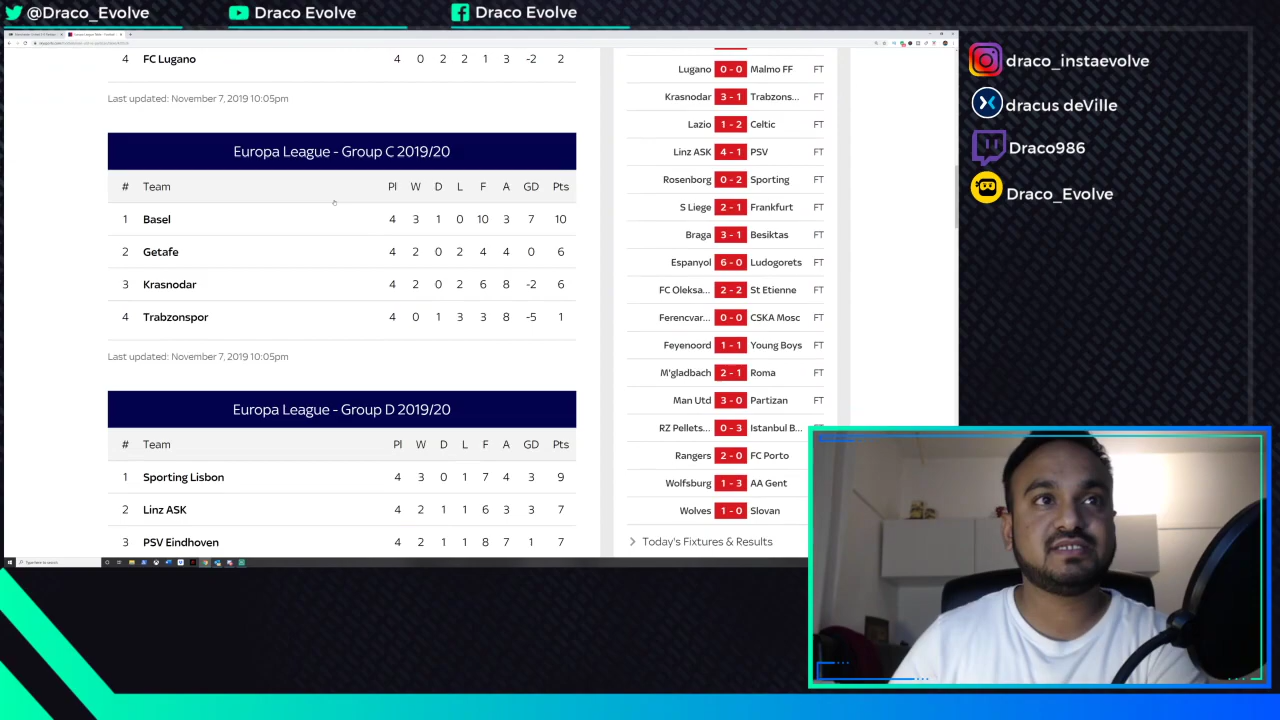 @Draco_Evolve
Draco Evolve
Draco Evolve
draco_instaevolve
dracus deVille
Draco986
Draco_Evolve
4 FC Lugano 4 0 2 2 1 3 -2 2
Last updated: November 7, 2019 10:05pm
Europa League - Group C 2019/20
# Team Pl W D L F A GD Pts
1 Basel 4 3 1 0 10 3 7 10
2 Getafe 4 2 0 2 4 4 0 6
3 Krasnodar 4 2 0 2 6 8 -2 6
4 Trabzonspor 4 0 1 3 3 8 -5 1
Last updated: November 7, 2019 10:05pm
Europa League - Group D 2019/20
# Team Pl W D L F A GD Pts
1 Sporting Lisbon 4 3 0 1 7 4 3 9
2 Linz ASK 4 2 1 1 6 3 3 7
3 PSV Eindhoven 4 2 1 1 8 7 1 7
Lugano 0 - 0 Malmo FF FT
Krasnodar 3 - 1 Trabzons... FT
Lazio 1 - 2 Celtic FT
Linz ASK 4 - 1 PSV FT
Rosenborg 0 - 2 Sporting FT
S Liege 2 - 1 Frankfurt FT
Braga 3 - 1 Besiktas FT
Espanyol 6 - 0 Ludogorets FT
FC Oleksa... 2 - 2 St Etienne FT
Ferencvar... 0 - 0 CSKA Mosc FT
Feyenoord 1 - 1 Young Boys FT
M'gladbach 2 - 1 Roma FT
Man Utd 3 - 0 Partizan FT
RZ Pellets... 0 - 3 Istanbul B...
Rangers 2 - 0 FC Porto
Wolfsburg 1 - 3 AA Gent
Wolves 1 - 0 Slovan
Today's Fixtures & Results
Type here to search